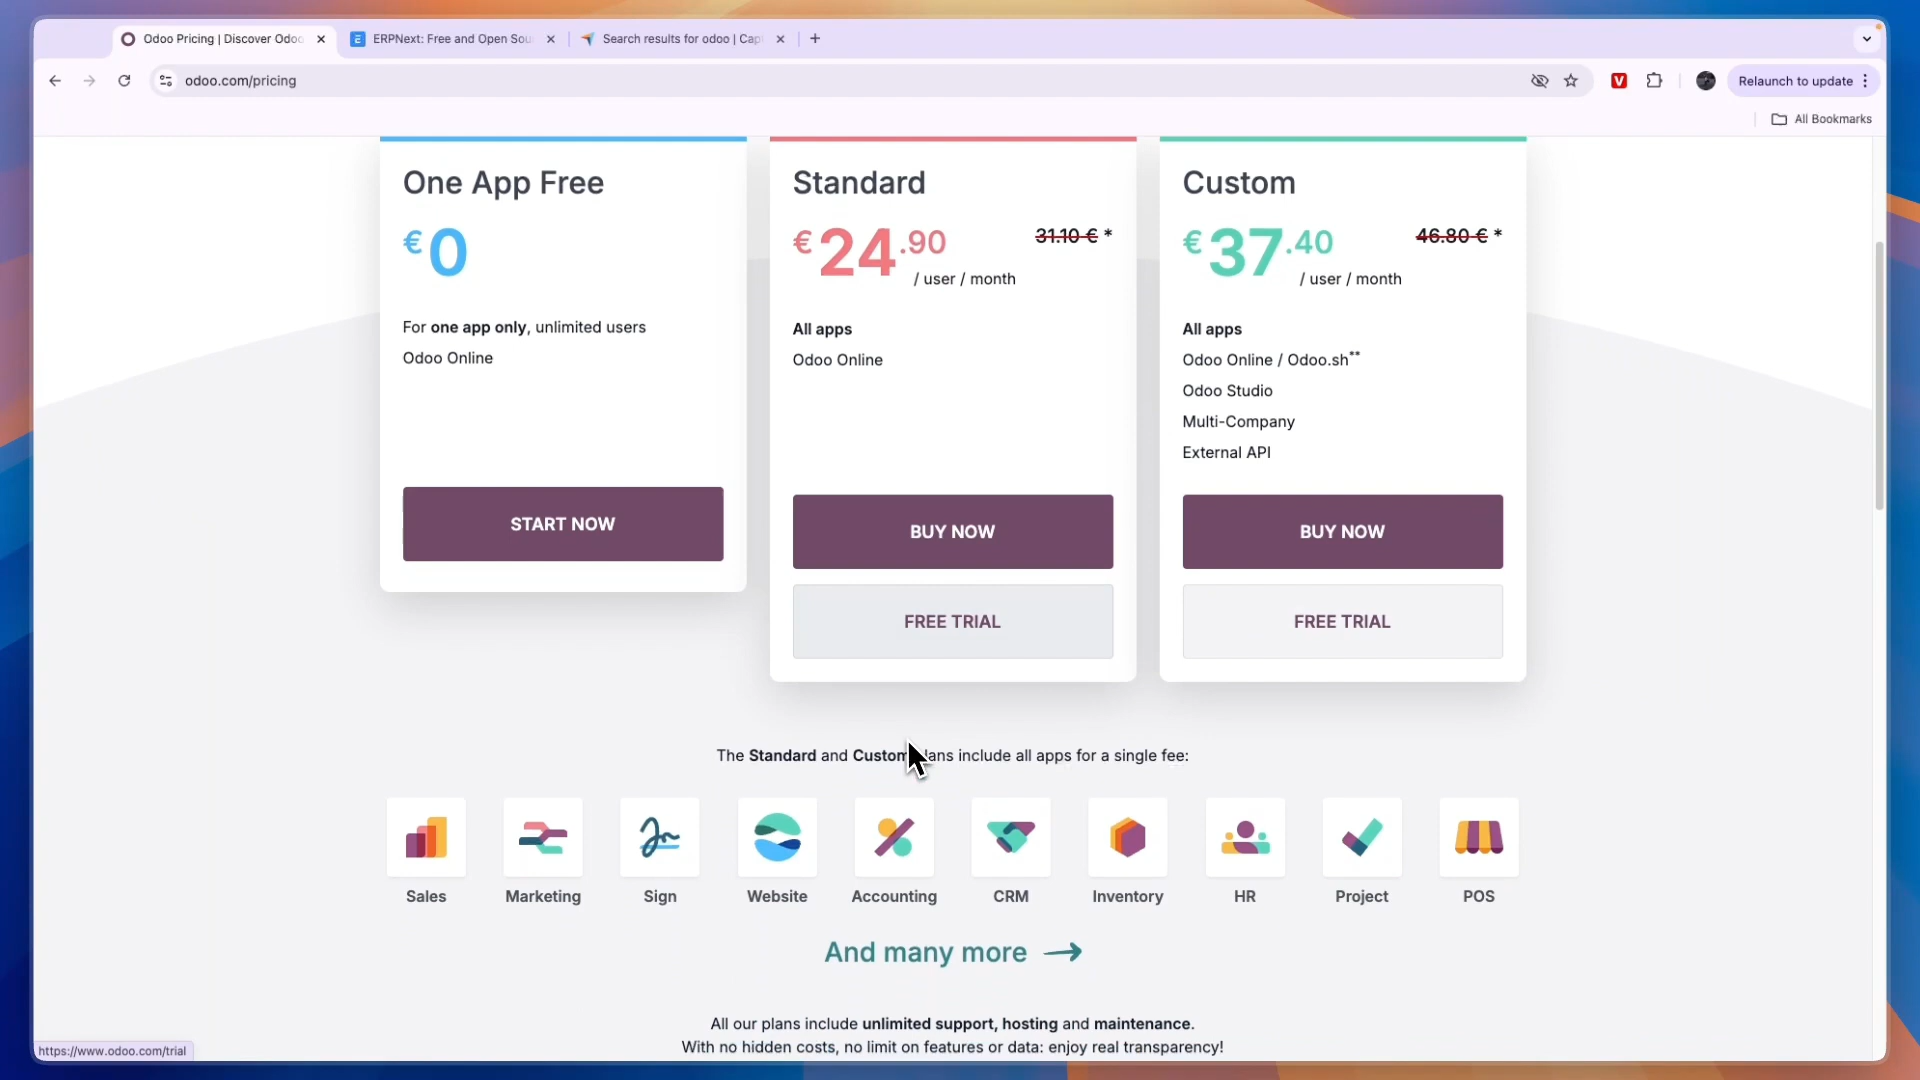 Odoo Pricing | Discover Odoo
ERPNext: Free and Open Sou
Search results for odoo | Cap
odoo.com/pricing
V
Relaunch to update
All Bookmarks
One App Free
€ 0
For one app only, unlimited users
Odoo Online
START NOW
Standard
€ 24.90 / user / month 31.10 € *
All apps
Odoo Online
BUY NOW
FREE TRIAL
Custom
€ 37.40 / user / month 46.80 € *
All apps
Odoo Online / Odoo.sh**
Odoo Studio
Multi-Company
External API
BUY NOW
FREE TRIAL
The Standard and Custom lans include all apps for a single fee:
Sales Marketing Sign Website Accounting CRM Inventory HR Project POS
And many more →
All our plans include unlimited support, hosting and maintenance.
With no hidden costs, no limit on features or data: enjoy real transparency!
https://www.odoo.com/trial